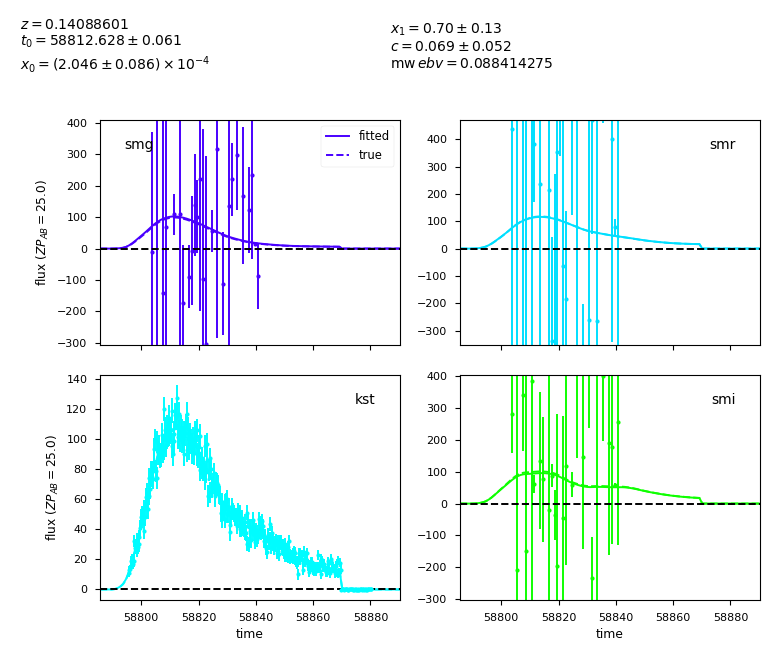 z = 0.14088601
t₀ = 58812.628 ± 0.061
x₀ = (2.046 ± 0.086) × 10⁻⁴
x₁ = 0.70 ± 0.13
c = 0.069 ± 0.052
mw ebv = 0.088414275
smg
fitted
true
400
300
200
100
0
−100
−200
−300
flux (ZP_AB = 25.0)
smr
400
300
200
100
0
−100
−200
−300
kst
140
120
100
80
60
40
20
0
flux (ZP_AB = 25.0)
58800 58820 58840 58860 58880
time
smi
400
300
200
100
0
−100
−200
−300
58800 58820 58840 58860 58880
time